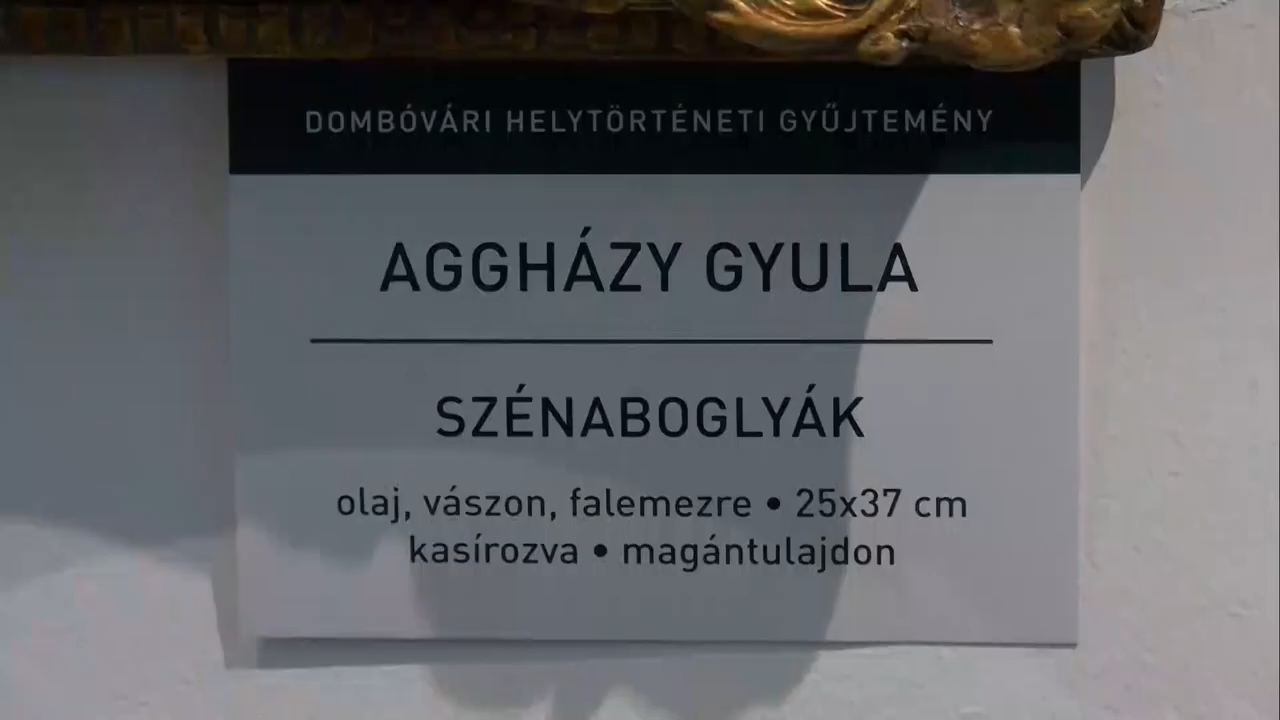 DOMBÓVÁRI HELYTÖRTÉNETI GYŰJTEMÉNY
AGGHÁZY GYULA
SZÉNABOGLYÁK
olaj, vászon, falemezre • 25x37 cm
kasírozva • magántulajdon